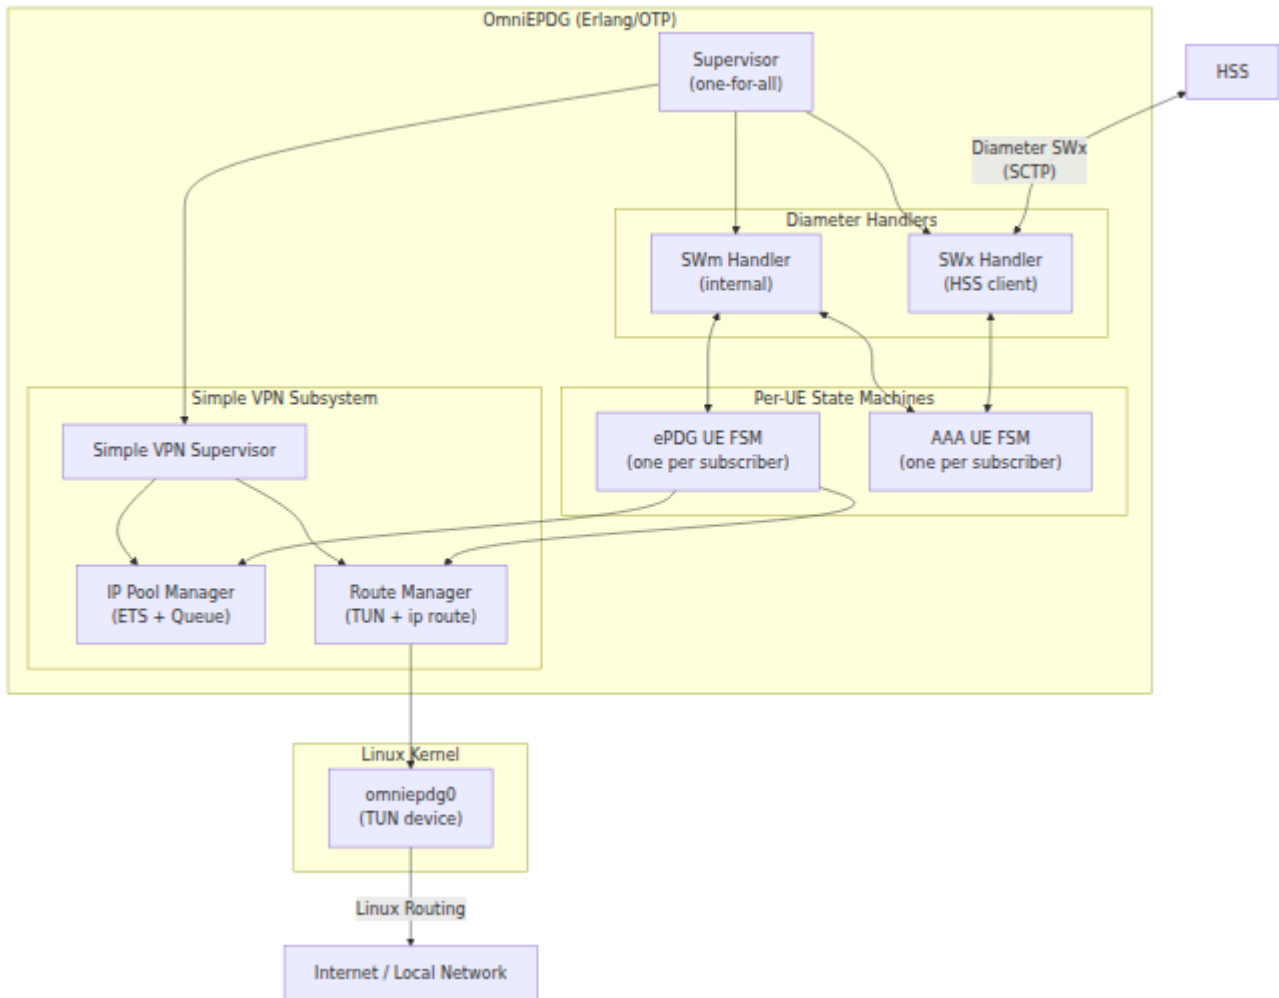 OmniEPDG (Erlang/OTP)
Supervisor
(one-for-all)
HSS
Diameter SWx
(SCTP)
Diameter Handlers
SWm Handler
(internal)
SWx Handler
(HSS client)
Simple VPN Subsystem
Per-UE State Machines
Simple VPN Supervisor
ePDG UE FSM
(one per subscriber)
AAA UE FSM
(one per subscriber)
IP Pool Manager
(ETS + Queue)
Route Manager
(TUN + ip route)
Linux Kernel
omniepdg0
(TUN device)
Linux Routing
Internet / Local Network